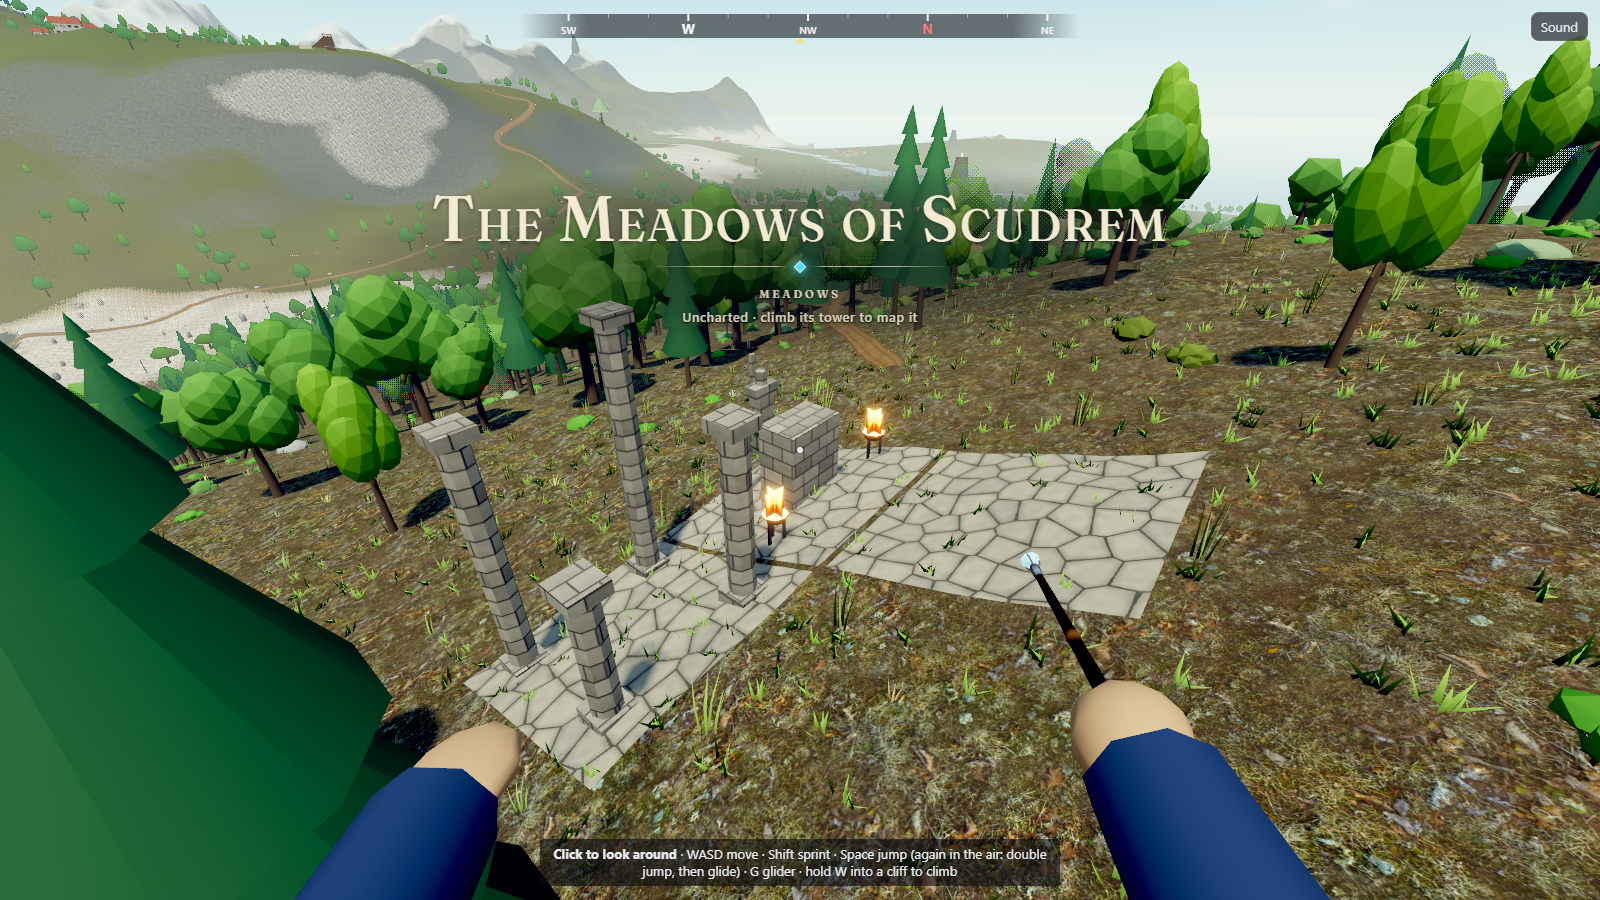 SW W NW N NE
Sound
The Meadows of Scudrem
MEADOWS
Uncharted · climb its tower to map it
Click to look around · WASD move · Shift sprint · Space jump (again in the air: double
jump, then glide) · G glider · hold W into a cliff to climb